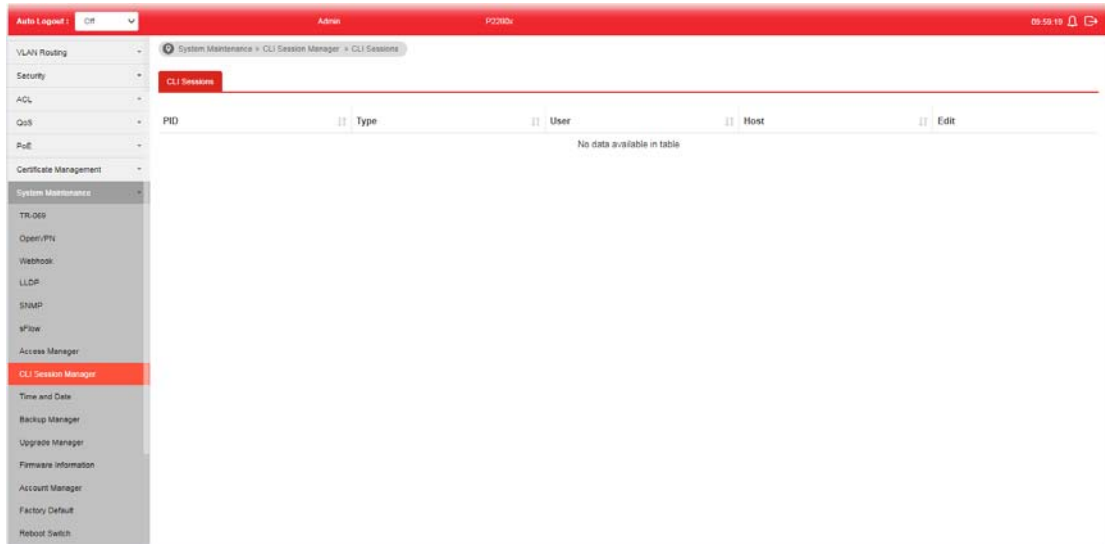 Auto Logout : Off Admin P2280x 09:59:19
VLAN Routing
System Maintenance » CLI Session Manager » CLI Sessions
Security
CLI Sessions
ACL
QoS
PID Type User Host Edit
No data available in table
PoE
Certificate Management
System Maintenance
TR-069
OpenVPN
Webhook
LLDP
SNMP
sFlow
Access Manager
CLI Session Manager
Time and Date
Backup Manager
Upgrade Manager
Firmware Information
Account Manager
Factory Default
Reboot Switch